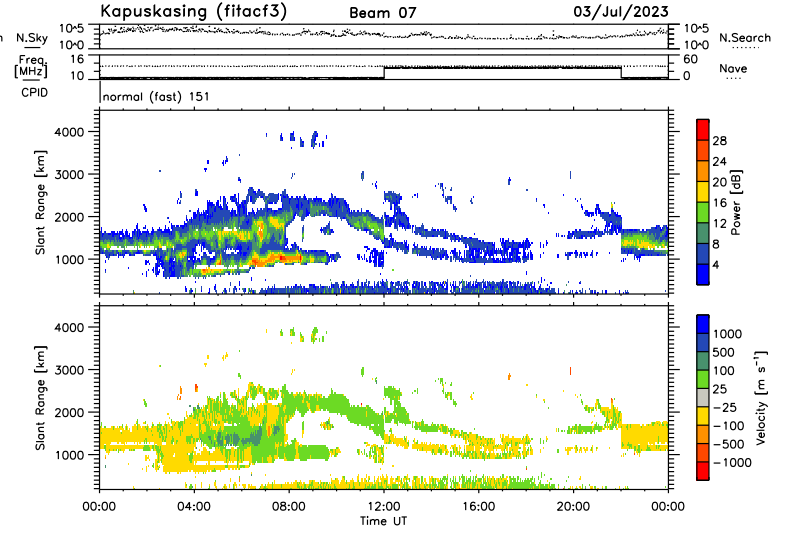 Kapuskasing (fitacf3) Beam 07 03/Jul/2023
N.Sky 10^5 10^5 N.Search
10^0 10^0
Freq. 16 60
[MHz] 10 0 Nave
CPID
normal (fast) 151
4000
3000
2000
1000
Slant Range [km]
28
24
20
16
12
8
4
Power [dB]
4000
3000
2000
1000
Slant Range [km]
1000
500
100
25
-25
-100
-500
-1000
Velocity [m s⁻¹]
00:00 04:00 08:00 12:00 16:00 20:00 00:00
Time UT